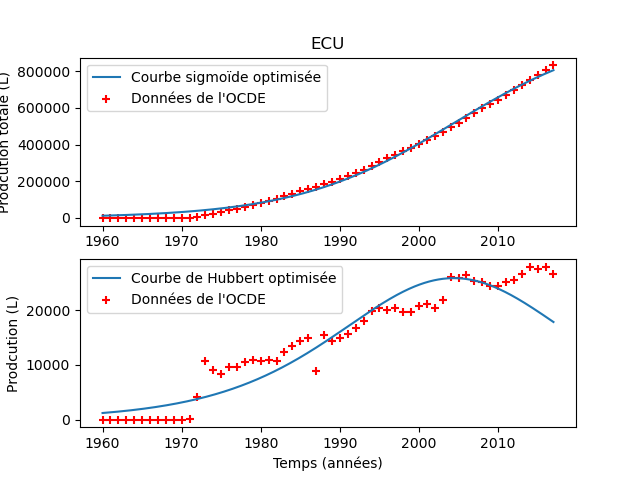 ECU
Prodcution totale (L)
800000
600000
400000
200000
0
Courbe sigmoïde optimisée
Données de l'OCDE
1960 1970 1980 1990 2000 2010
Prodcution (L)
20000
10000
0
Courbe de Hubbert optimisée
Données de l'OCDE
1960 1970 1980 1990 2000 2010
Temps (années)